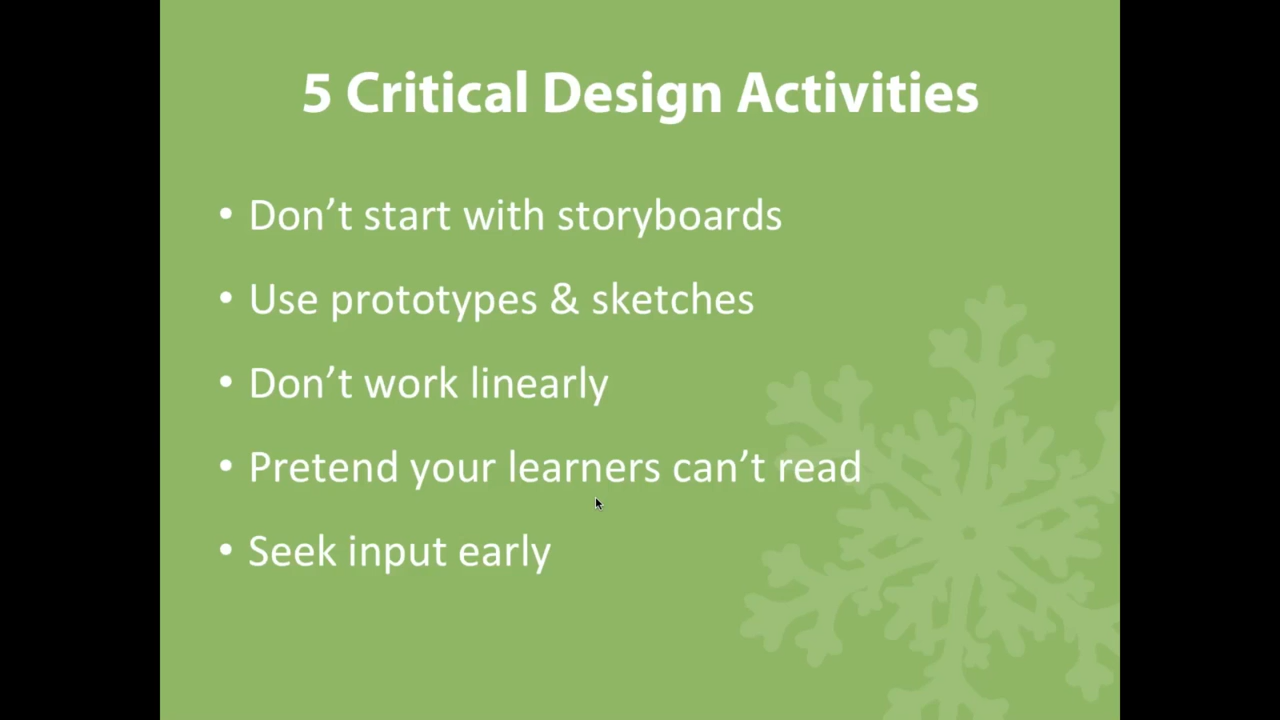 5 Critical Design Activities
• Don’t start with storyboards
• Use prototypes & sketches
• Don’t work linearly
• Pretend your learners can’t read
• Seek input early